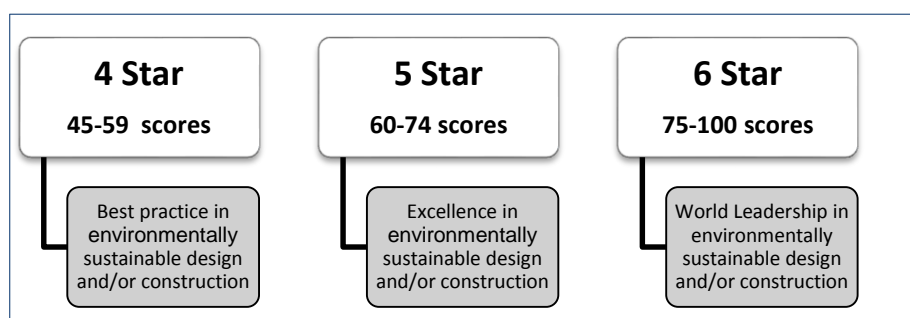 4 Star
45-59 scores
Best practice in
environmentally
sustainable design
and/or construction
5 Star
60-74 scores
Excellence in
environmentally
sustainable design
and/or construction
6 Star
75-100 scores
World Leadership in
environmentally
sustainable design
and/or construction